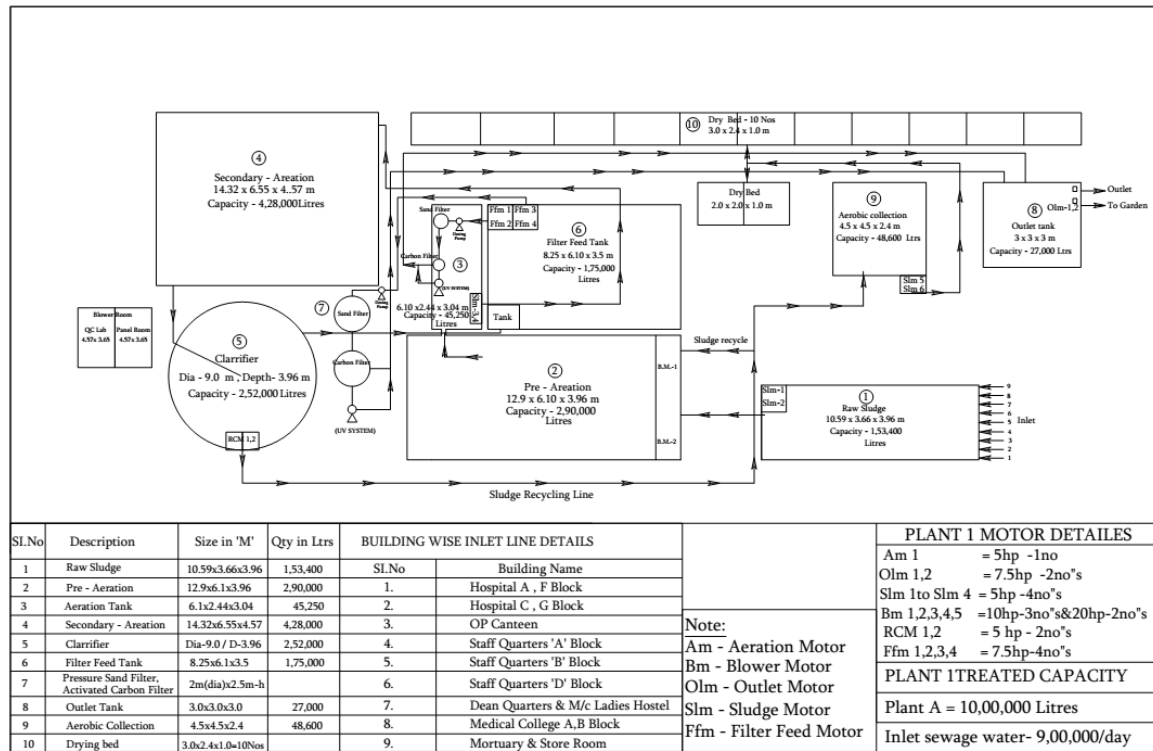 10
Dry Bed - 10 Nos
3.0 x 2.4 x 1.0 m
4
Secondary - Areation
14.32 x 6.55 x 4..57 m
Capacity - 4,28,000Litres
Dry Bed
2.0 x 2.0 x 1.0 m
9
Aerobic collection
4.5 x 4.5 x 2.4 m
Capacity - 48,600 Ltrs
Slm 5
Slm 6
Olm-1,2
8
Outlet tank
3 x 3 x 3 m
Capacity - 27,000 Ltrs
Outlet
To Garden
Sand Filter
Dosing
Pump
Carbon Filter
3
(UV SYSTEM)
6.10 x2.44 x 3.04 m
Capacity - 45,250
Litres
Slm-3,4
Ffm 1
Ffm 3
Ffm 2
Ffm 4
6
Filter Feed Tank
8.25 x 6.10 x 3.5 m
Capacity - 1,75,000
Litres
Tank
7
Dosing
Pump
Sand Filter
Carbon Filter
(UV SYSTEM)
Blower Room
QC Lab
4.57x 3.65
Panel Room
4.57x 3.65
5
Clarrifier
Dia - 9.0 m , Depth- 3.96 m
Capacity - 2,52,000 Litres
RCM 1,2
2
Pre - Areation
12.9 x 6.10 x 3.96 m
Capacity - 2,90,000
Litres
B.M.-1
B.M.-2
Sludge recycle
Slm-1
Slm-2
1
Raw Sludge
10.59 x 3.66 x 3.96 m
Capacity - 1,53,400
Litres
9
8
7
6
5
4
3
2
1
Inlet
Sludge Recycling Line
SI.No Description Size in 'M' Qty in Ltrs
1 Raw Sludge 10.59x3.66x3.96 1,53,400
2 Pre - Aeration 12.9x6.1x3.96 2,90,000
3 Aeration Tank 6.1x2.44x3.04 45,250
4 Secondary - Areation 14.32x6.55x4.57 4,28,000
5 Clarrifier Dia-9.0 / D-3.96 2,52,000
6 Filter Feed Tank 8.25x6.1x3.5 1,75,000
7 Pressure Sand Filter, Activated Carbon Filter 2m(dia)x2.5m-h
8 Outlet Tank 3.0x3.0x3.0 27,000
9 Aerobic Collection 4.5x4.5x2.4 48,600
10 Drying bed 3.0x2.4x1.0=10Nos
BUILDING WISE INLET LINE DETAILS
SI.No Building Name
1. Hospital A , F Block
2. Hospital C , G Block
3. OP Canteen
4. Staff Quarters 'A' Block
5. Staff Quarters 'B' Block
6. Staff Quarters 'D' Block
7. Dean Quarters & M/c Ladies Hostel
8. Medical College A,B Block
9. Mortuary & Store Room
Note:
Am - Aeration Motor
Bm - Blower Motor
Olm - Outlet Motor
Slm - Sludge Motor
Ffm - Filter Feed Motor
PLANT 1 MOTOR DETAILES
Am 1 = 5hp -1no
Olm 1,2 = 7.5hp -2no"s
Slm 1to Slm 4 = 5hp -4no"s
Bm 1,2,3,4,5 =10hp-3no"s&20hp-2no"s
RCM 1,2 = 5 hp - 2no"s
Ffm 1,2,3,4 = 7.5hp-4no"s
PLANT 1TREATED CAPACITY
Plant A = 10,00,000 Litres
Inlet sewage water- 9,00,000/day